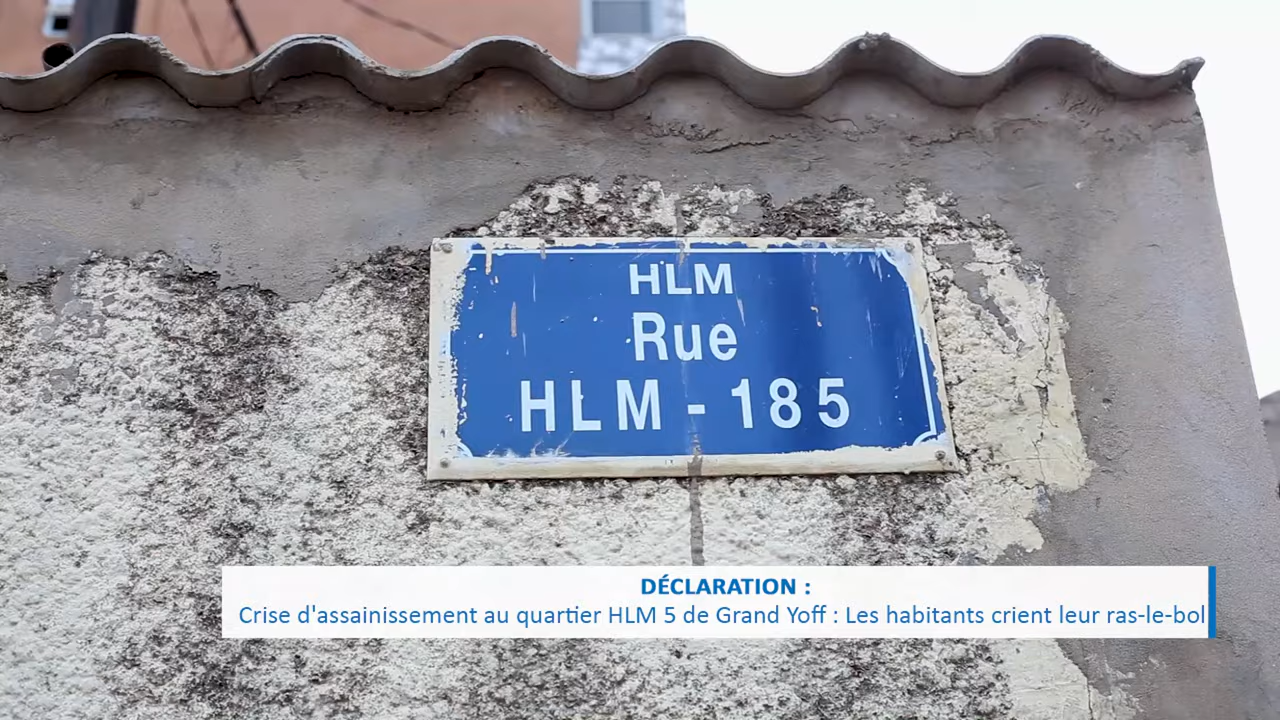 HLM
Rue
HLM - 185
DÉCLARATION :
Crise d'assainissement au quartier HLM 5 de Grand Yoff : Les habitants crient leur ras-le-bol